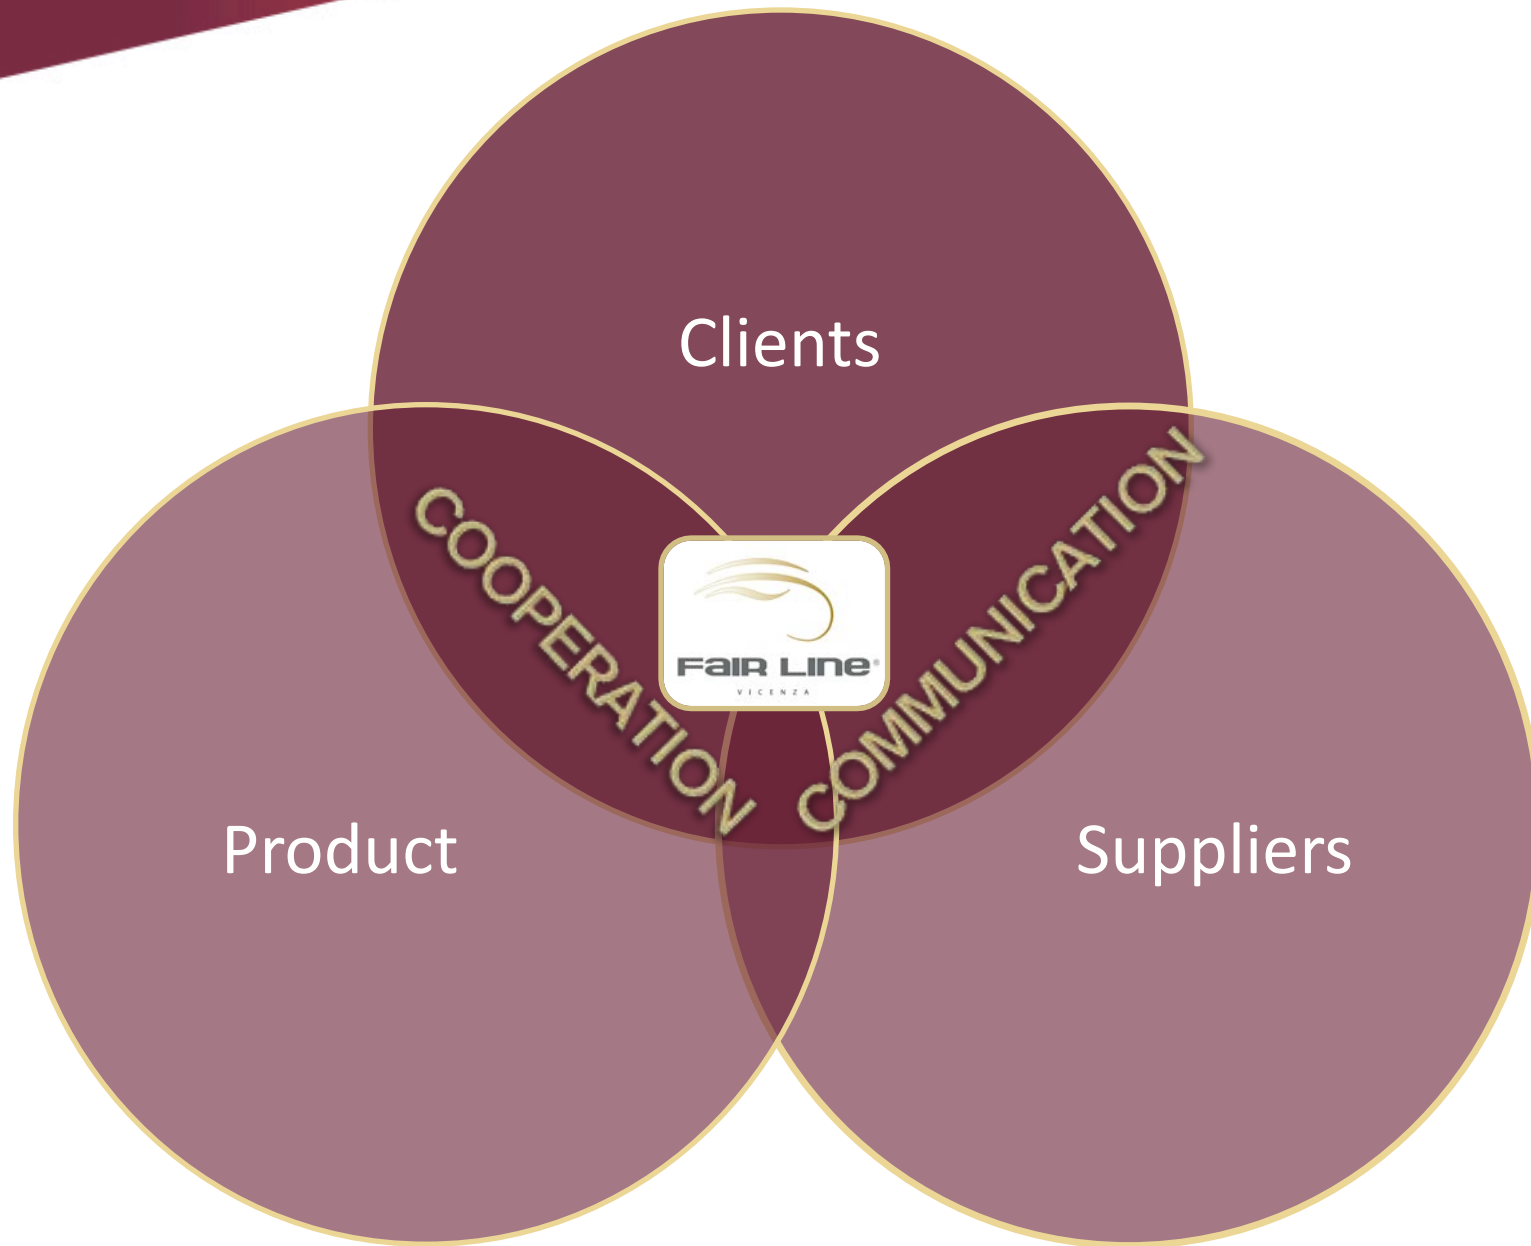 Clients
COOPERATION
COMMUNICATION
FaIR LIne®
VICENZA
Product
Suppliers